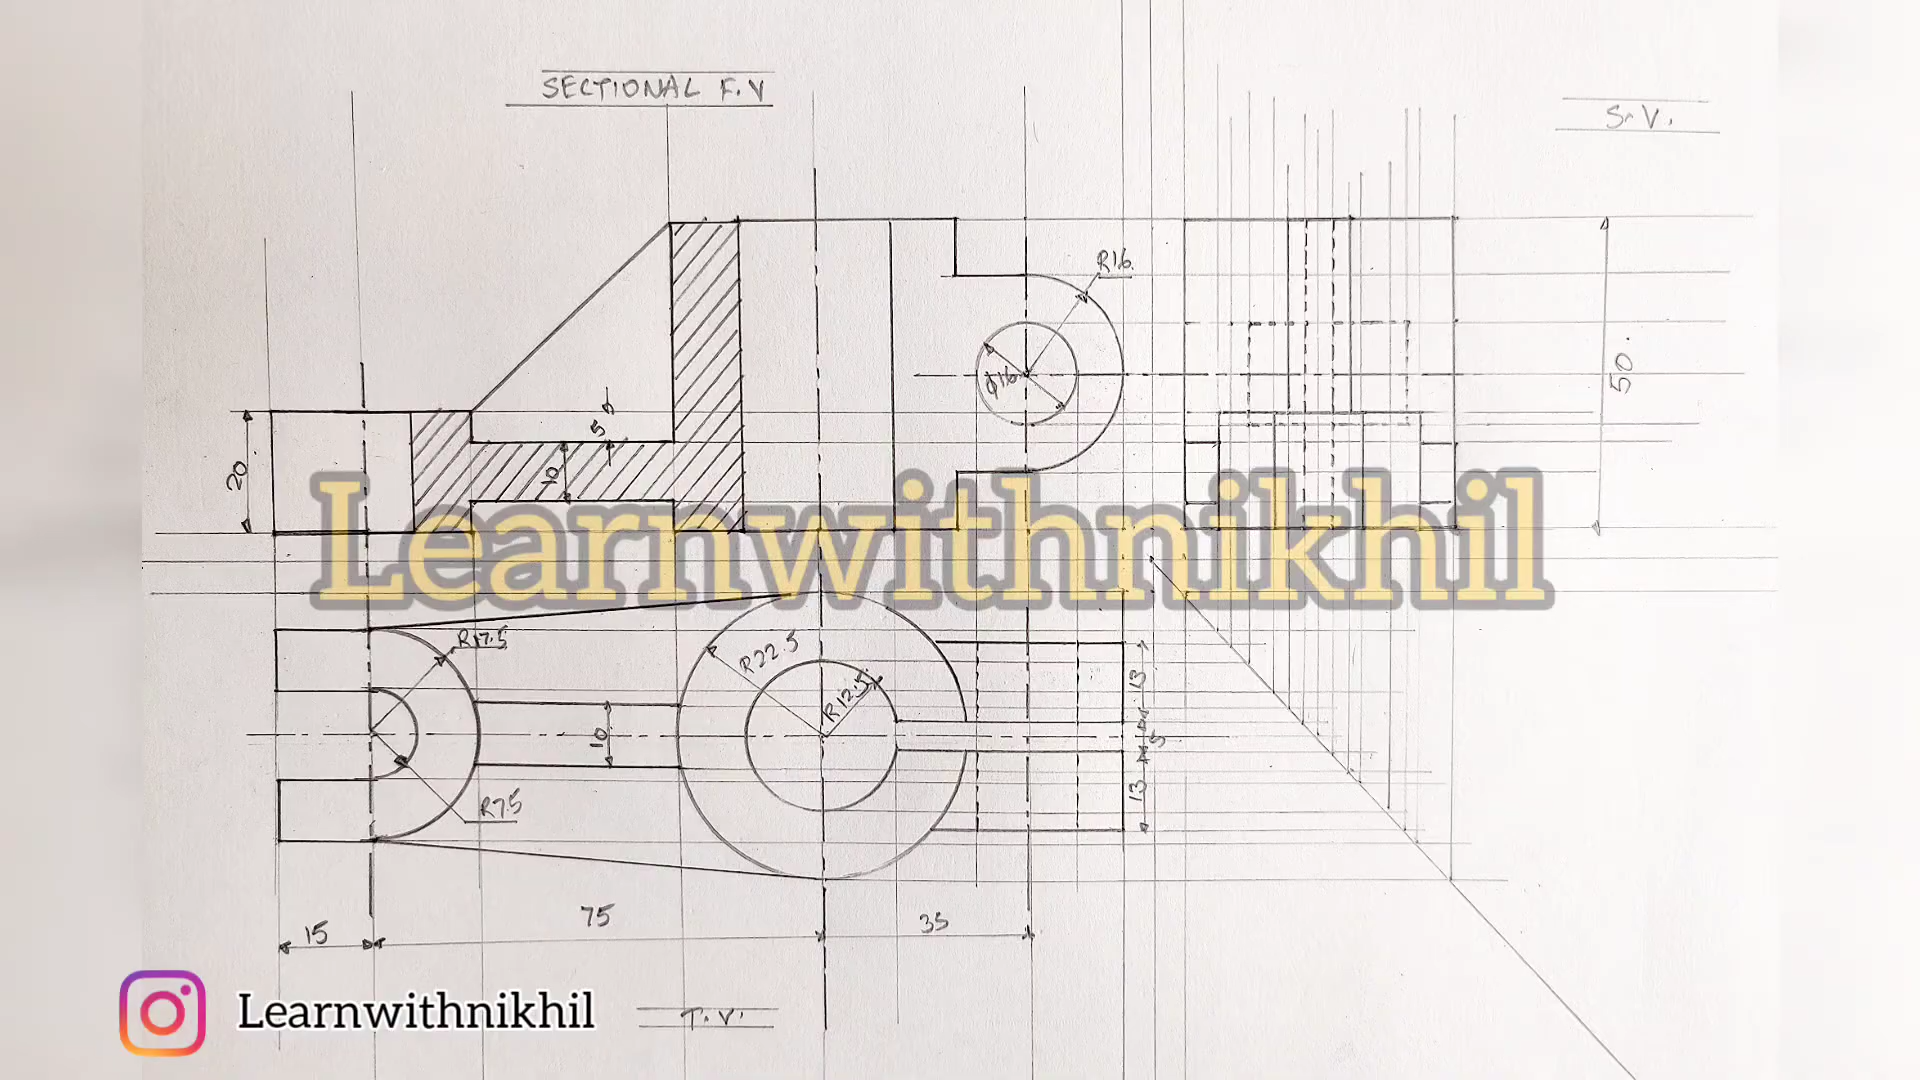 SECTIONAL F.V
S.V.
R16
φ16
50.
5
10
20.
Learnwithnikhil
R17.5
R22.5
R12.5
13
10
5
13
R7.5
75
35
15
Learnwithnikhil
T.V.